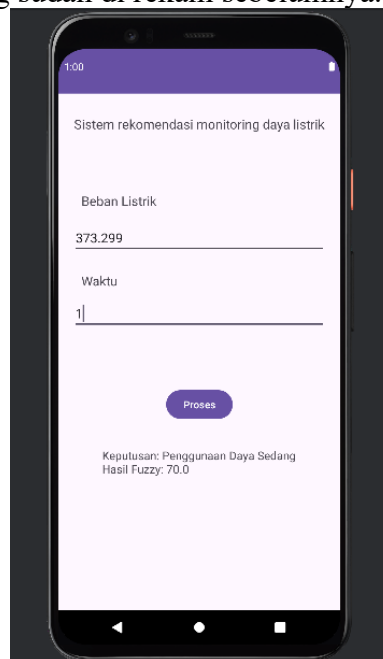 sudah di rekam sebelumnya.
1:00
Sistem rekomendasi monitoring daya listrik
Beban Listrik
373.299
Waktu
1
Proses
Keputusan: Penggunaan Daya Sedang
Hasil Fuzzy: 70.0